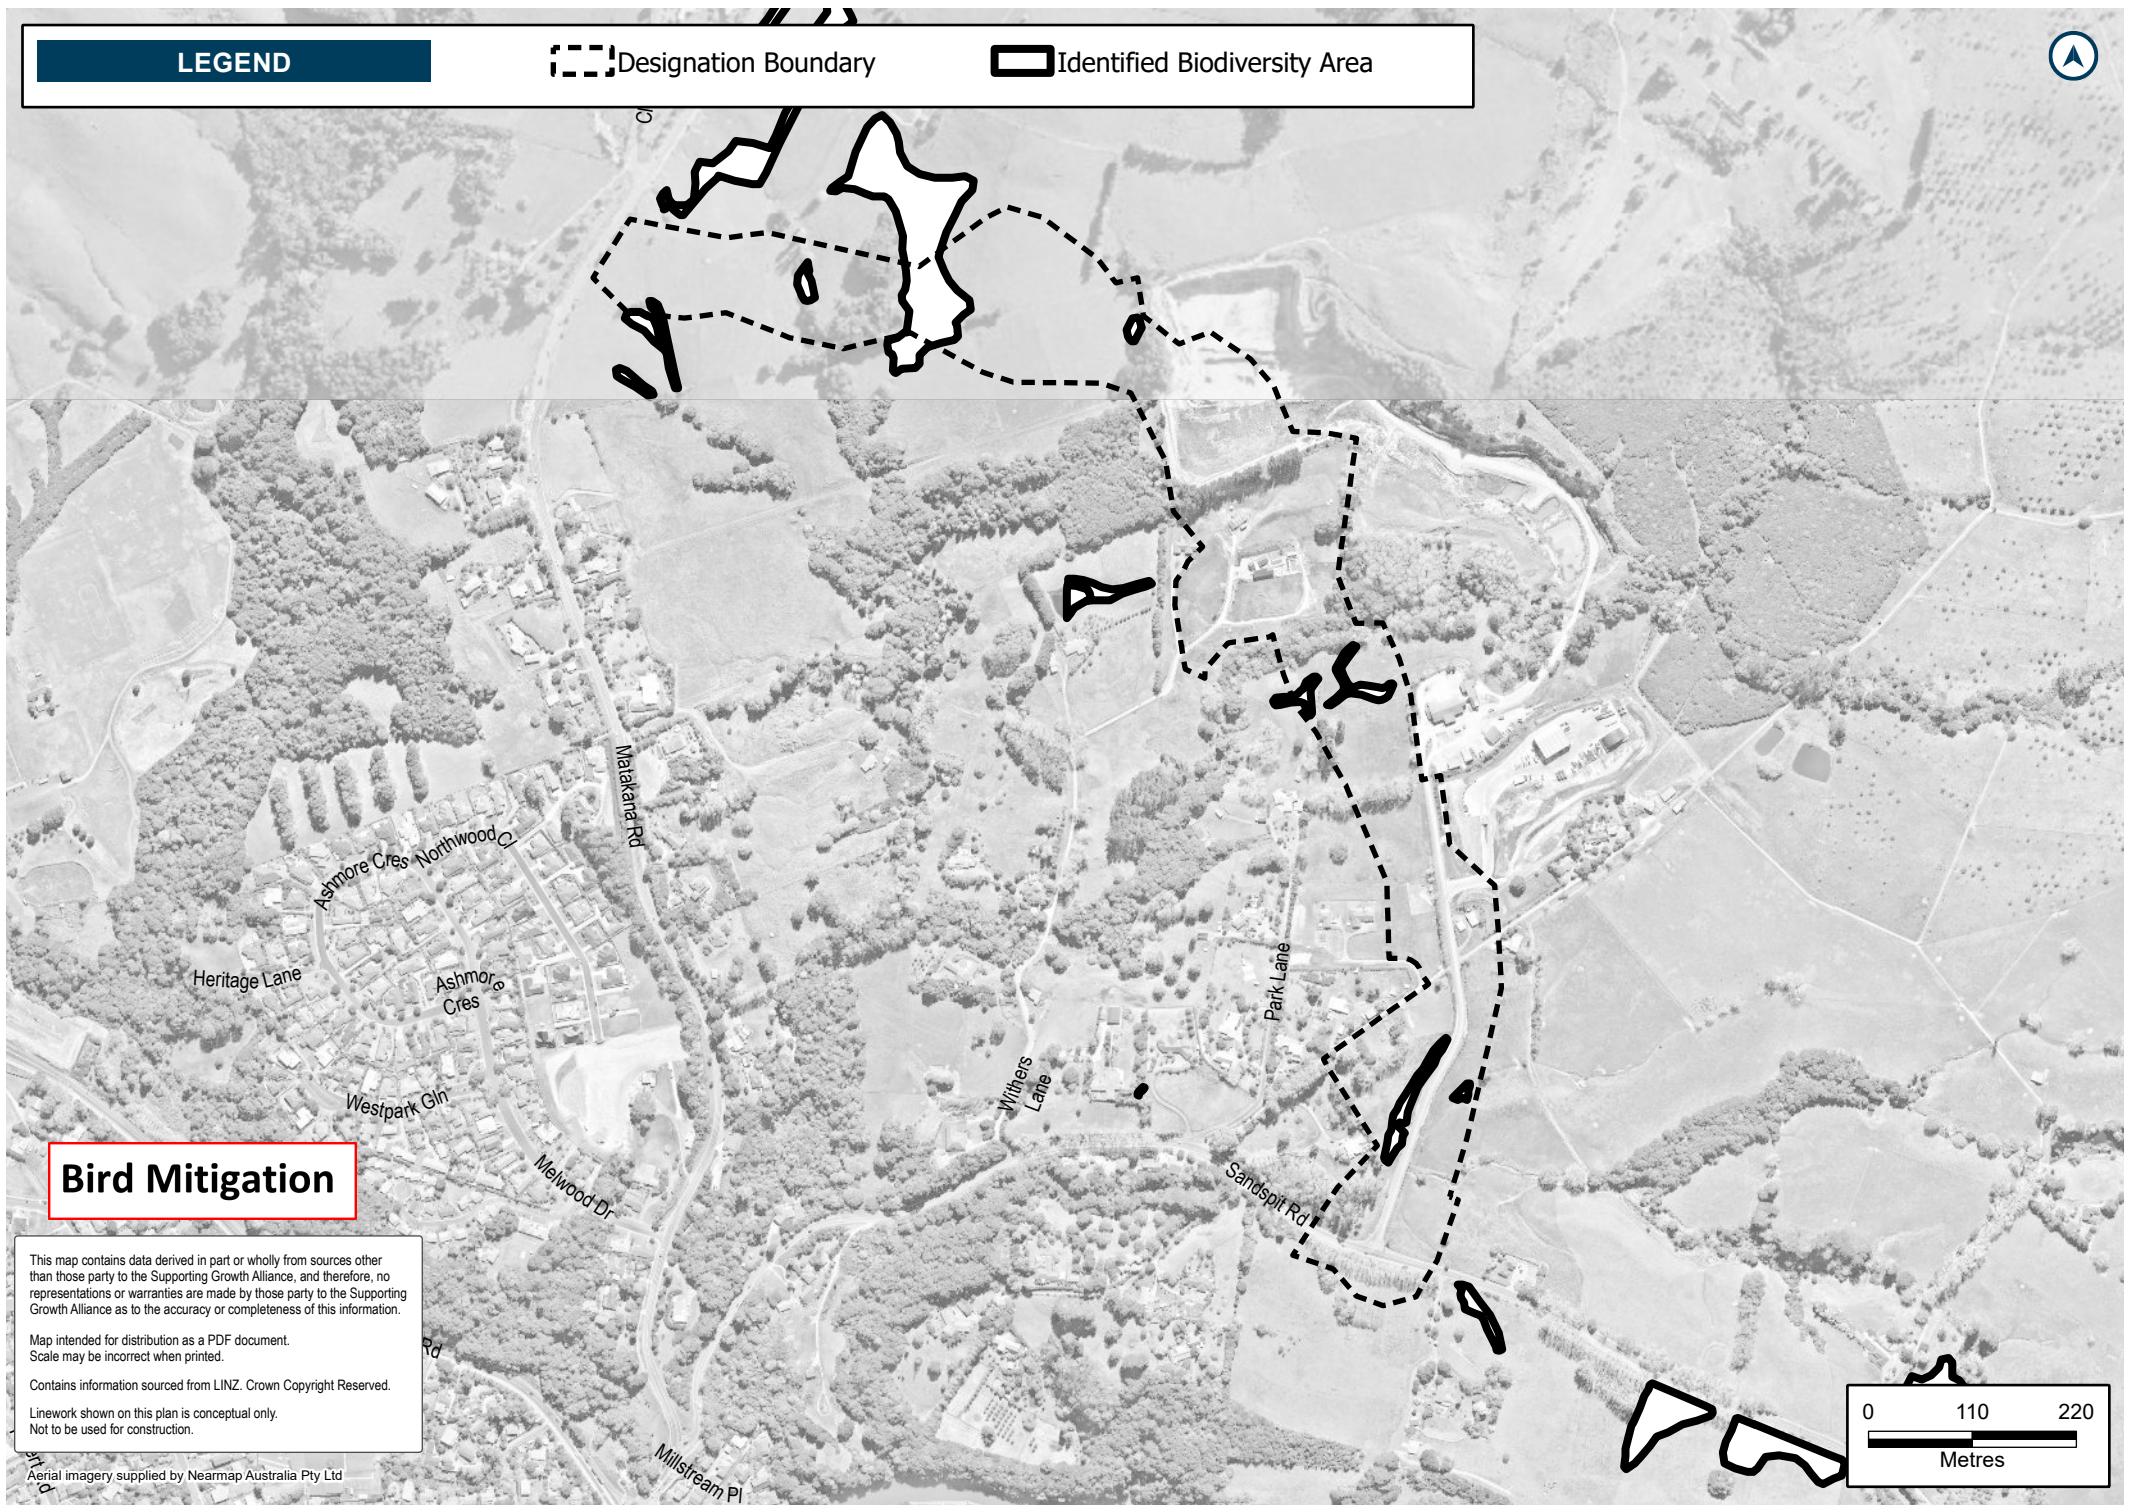 LEGEND
Designation Boundary
Identified Biodiversity Area
Cl
Matakana Rd
Northwood Cl
Ashmore Cres
Heritage Lane
Ashmore
Cres
Park Lane
Withers
Lane
Westpark Gln
Melwood Dr
Sandspit Rd
Bird Mitigation
This map contains data derived in part or wholly from sources other
than those party to the Supporting Growth Alliance, and therefore, no
representations or warranties are made by those party to the Supporting
Growth Alliance as to the accuracy or completeness of this information.
Map intended for distribution as a PDF document.
Scale may be incorrect when printed.
Contains information sourced from LINZ. Crown Copyright Reserved.
Linework shown on this plan is conceptual only.
Not to be used for construction.
Rd
Aerial imagery supplied by Nearmap Australia Pty Ltd
Millstream Pl
0 110 220
Metres